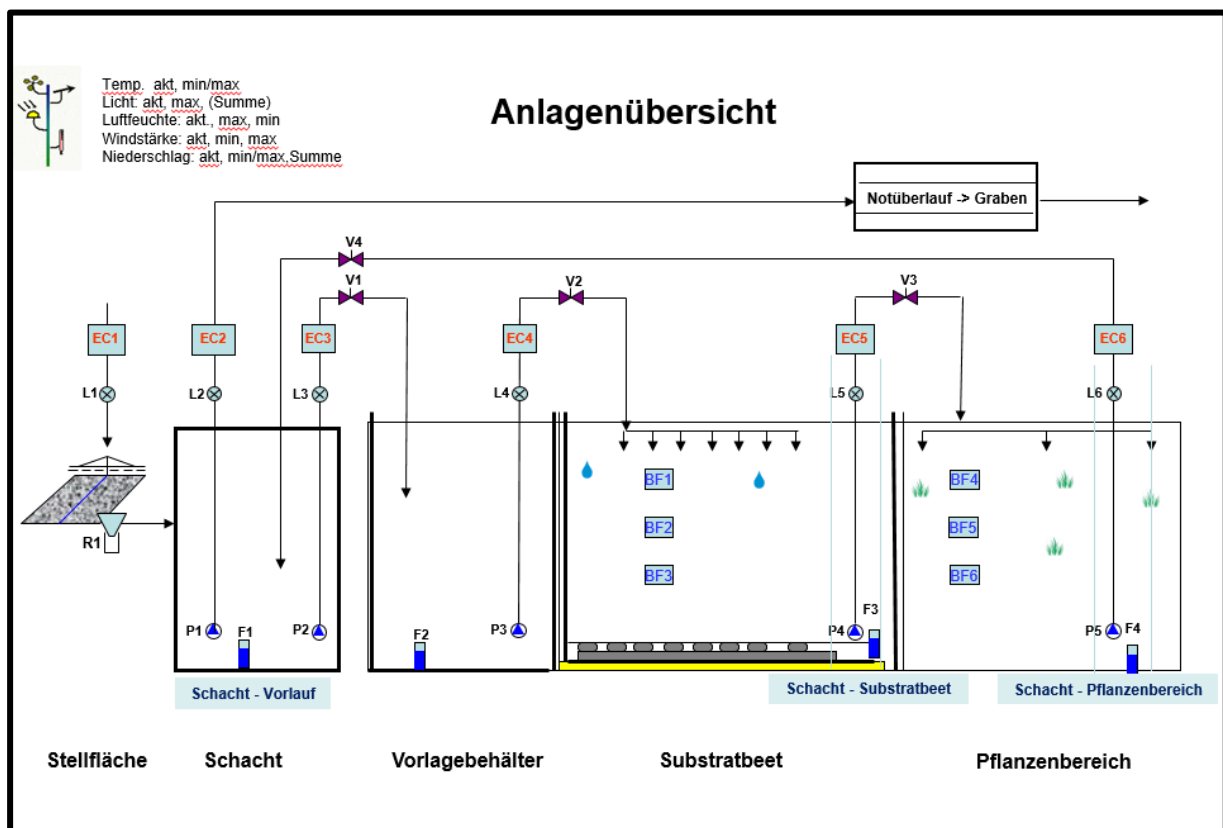 Temp. akt, min/max
Licht: akt, max, (Summe)
Luftfeuchte: akt., max, min
Windstärke: akt, min, max
Niederschlag: akt, min/max,Summe
Anlagenübersicht
Notüberlauf -> Graben
V4
V1
V2
V3
EC1
EC2
EC3
EC4
EC5
EC6
L1
L2
L3
L4
L5
L6
BF1
BF4
BF2
BF5
R1
BF3
BF6
P1
F1
P2
F2
P3
P4
F3
P5
F4
Schacht - Vorlauf
Schacht - Substratbeet
Schacht - Pflanzenbereich
Stellfläche
Schacht
Vorlagebehälter
Substratbeet
Pflanzenbereich